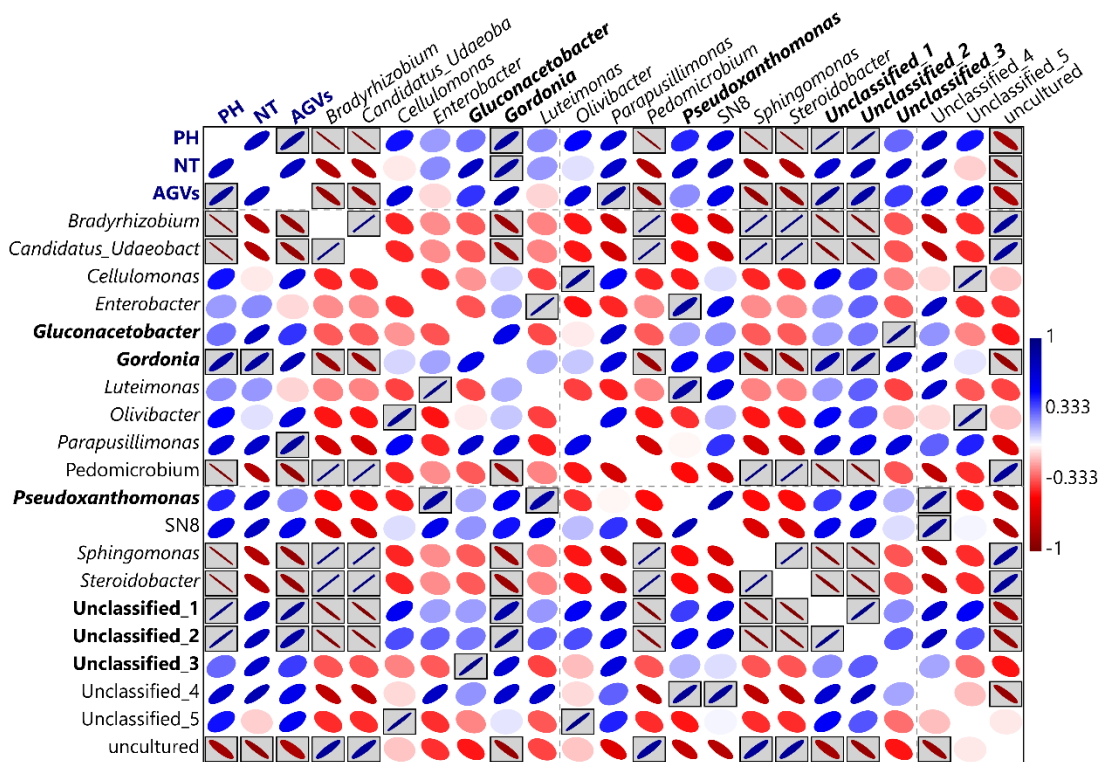 PH
NT
AGVs
Bradyrhizobium
Candidatus_Udaeoba
Cellulomonas
Enterobacter
Gluconacetobacter
Gordonia
Luteimonas
Olivibacter
Parapusillimonas
Pedomicrobium
Pseudoxanthomonas
SN8
Sphingomonas
Steroidobacter
Unclassified_1
Unclassified_2
Unclassified_3
Unclassified_4
Unclassified_5
uncultured
PH
NT
AGVs
Bradyrhizobium
Candidatus_Udaeobact
Cellulomonas
Enterobacter
Gluconacetobacter
Gordonia
Luteimonas
Olivibacter
Parapusillimonas
Pedomicrobium
Pseudoxanthomonas
SN8
Sphingomonas
Steroidobacter
Unclassified_1
Unclassified_2
Unclassified_3
Unclassified_4
Unclassified_5
uncultured
1
0.333
-0.333
-1